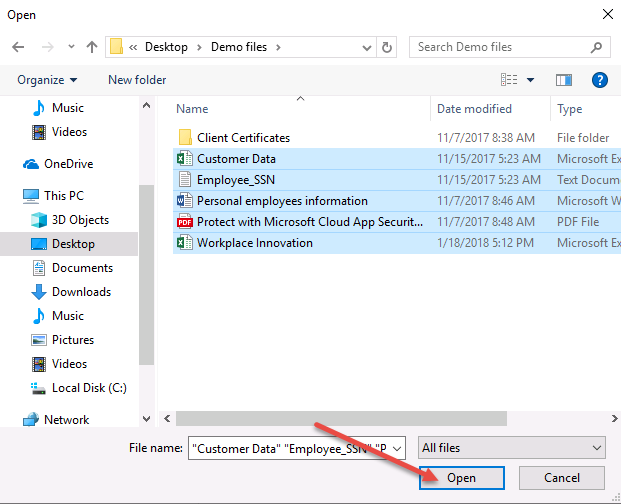 Open
« Desktop > Demo files >
Search Demo files
Organize
New folder
?
Name
Date modified
Type
Music
Videos
OneDrive
This PC
3D Objects
Desktop
Documents
Downloads
Music
Pictures
Videos
Local Disk (C:)
Network
Client Certificates 11/7/2017 8:38 AM File folder
Customer Data 11/15/2017 5:23 AM Microsoft Ex
Employee_SSN 11/15/2017 5:23 AM Text Docume
Personal employees information 11/7/2017 8:46 AM Microsoft W
PDF Protect with Microsoft Cloud App Securit... 11/7/2017 8:48 AM PDF File
Workplace Innovation 1/18/2018 5:12 PM Microsoft Ex
File name: "Customer Data" "Employee_SSN" "P
All files
Open
Cancel